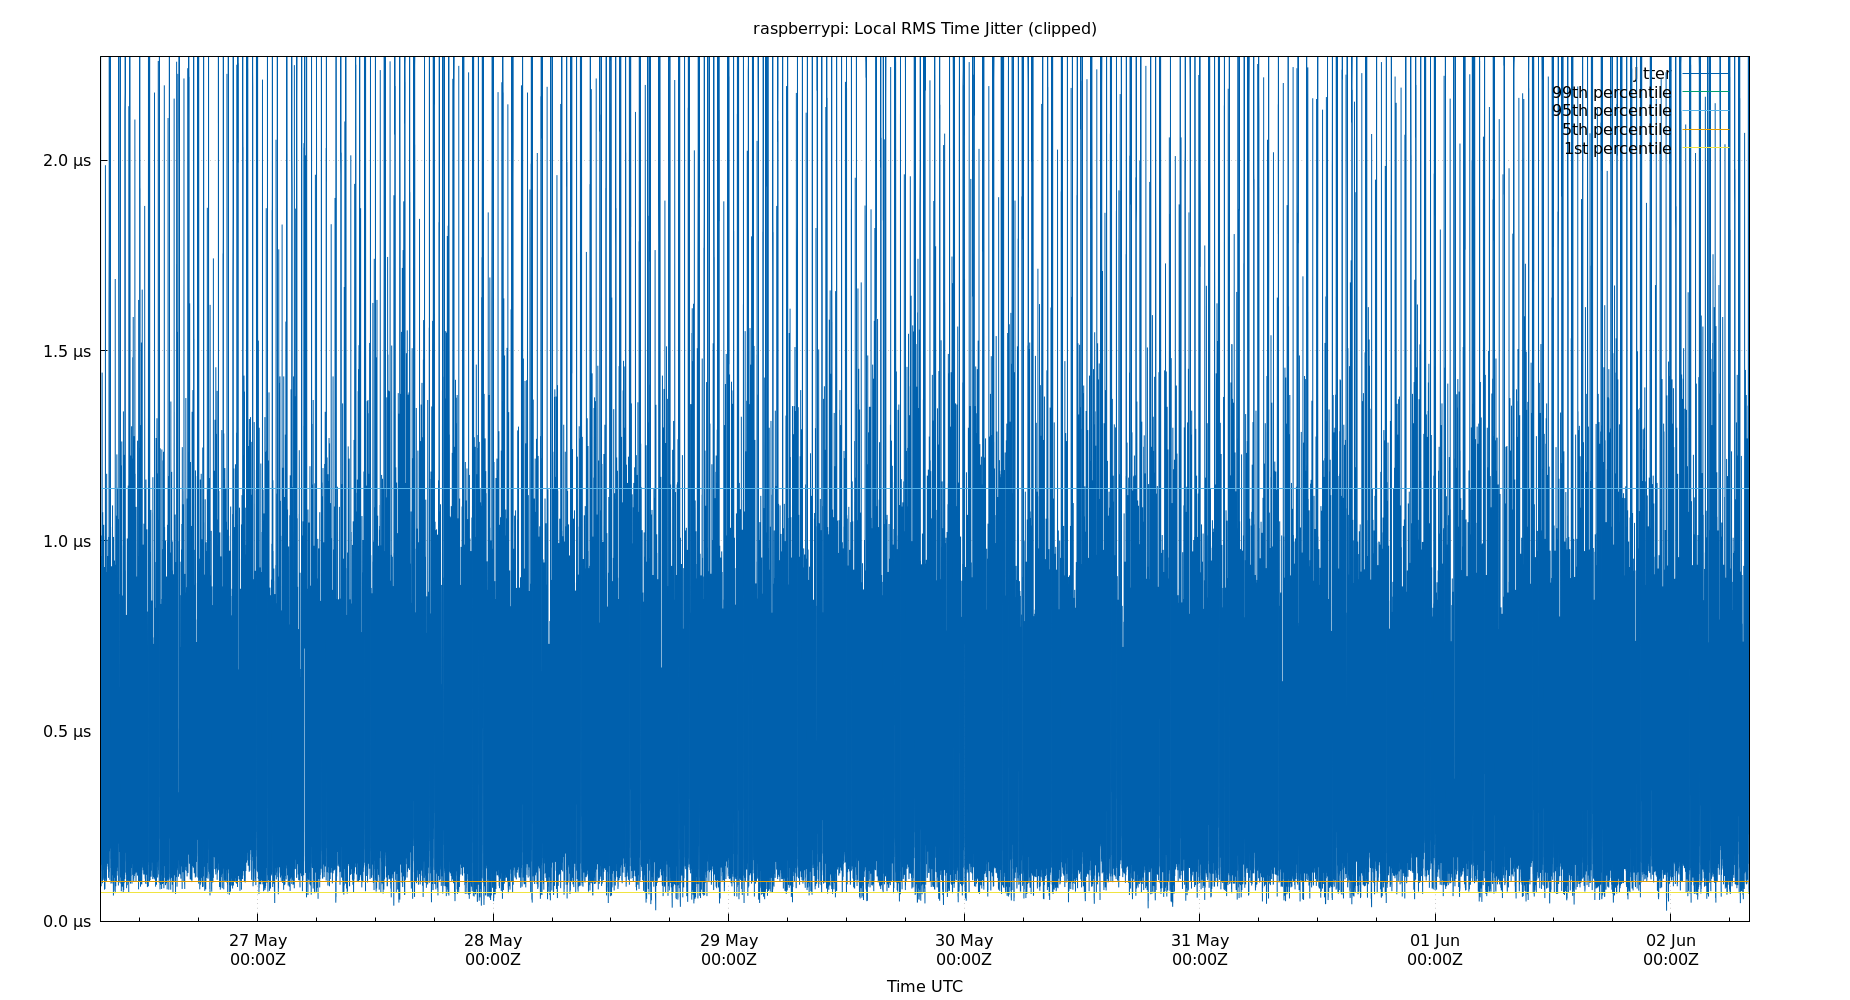 raspberrypi: Local RMS Time Jitter (clipped)
jitter
99th percentile
95th percentile
5th percentile
1st percentile
2.0 µs
1.5 µs
1.0 µs
0.5 µs
0.0 µs
27 May
00:00Z
28 May
00:00Z
29 May
00:00Z
30 May
00:00Z
31 May
00:00Z
01 Jun
00:00Z
02 Jun
00:00Z
Time UTC